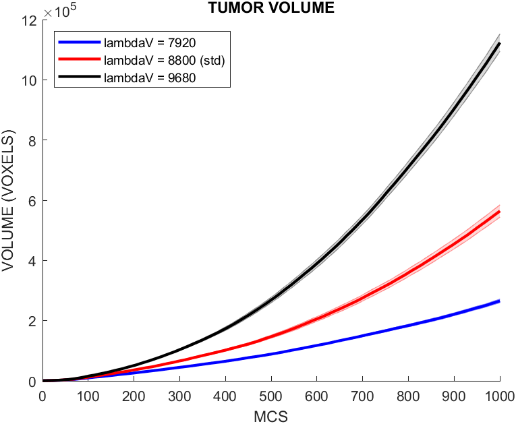 TUMOR VOLUME
12 × 10^5
lambdaV = 7920
lambdaV = 8800 (std)
lambdaV = 9680
10
8
6
4
2
0
VOLUME (VOXELS)
0 100 200 300 400 500 600 700 800 900 1000
MCS